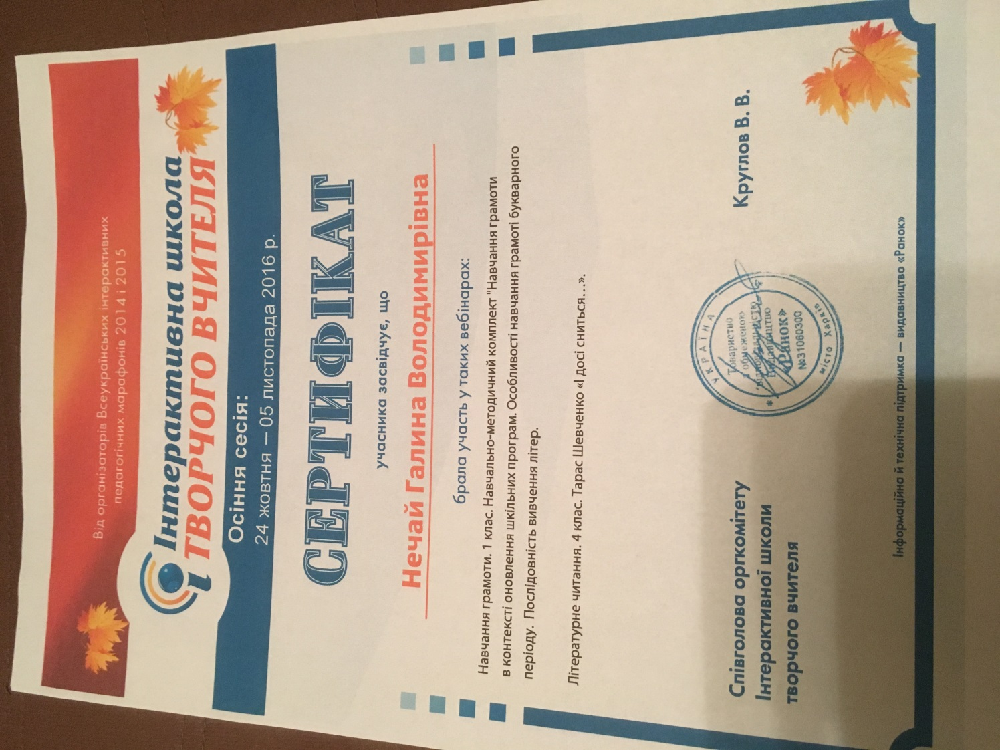 Від організаторів Всеукраїнських інтерактивних
педагогічних марафонів 2014 і 2015
Інтерактивна школа
ТВОРЧОГО ВЧИТЕЛЯ
і
Осіння сесія:
24 жовтня — 05 листопада 2016 р.
СЕРТИФІКАТ
учасника засвідчує, що
Нечай Галина Володимирівна
брала участь у таких вебінарах:
Навчання грамоти. 1 клас. Навчально-методичний комплект "Навчання грамоти
в контексті оновлення шкільних програм. Особливості навчання грамоті букварного
періоду. Послідовність вивчення літер.
Літературне читання. 4 клас. Тарас Шевченко «І досі сниться...».
Співголова оргкомітету
Інтерактивної школи
творчого вчителя
УКРАЇНА
Товариство
з обмеженою
відповідальністю
Видавництво
«Ранок»
№31060300
місто Харків
Круглов В. В.
Інформаційна й технічна підтримка — видавництво «Ранок»